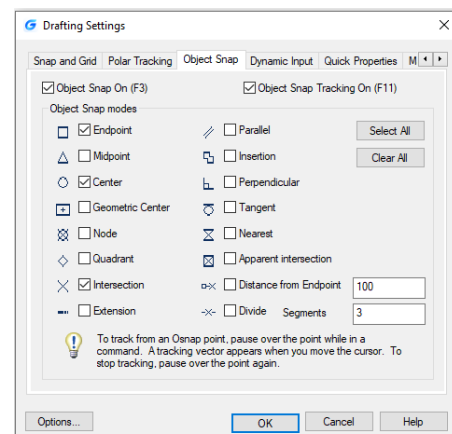 Drafting Settings
Snap and Grid Polar Tracking Object Snap Dynamic Input Quick Properties M
Object Snap On (F3) Object Snap Tracking On (F11)
Object Snap modes
Endpoint Parallel Select All
Midpoint Insertion Clear All
Center Perpendicular
Geometric Center Tangent
Node Nearest
Quadrant Apparent intersection
Intersection Distance from Endpoint 100
Extension Divide Segments 3
To track from an Osnap point, pause over the point while in a
command. A tracking vector appears when you move the cursor. To
stop tracking, pause over the point again.
Options... OK Cancel Help